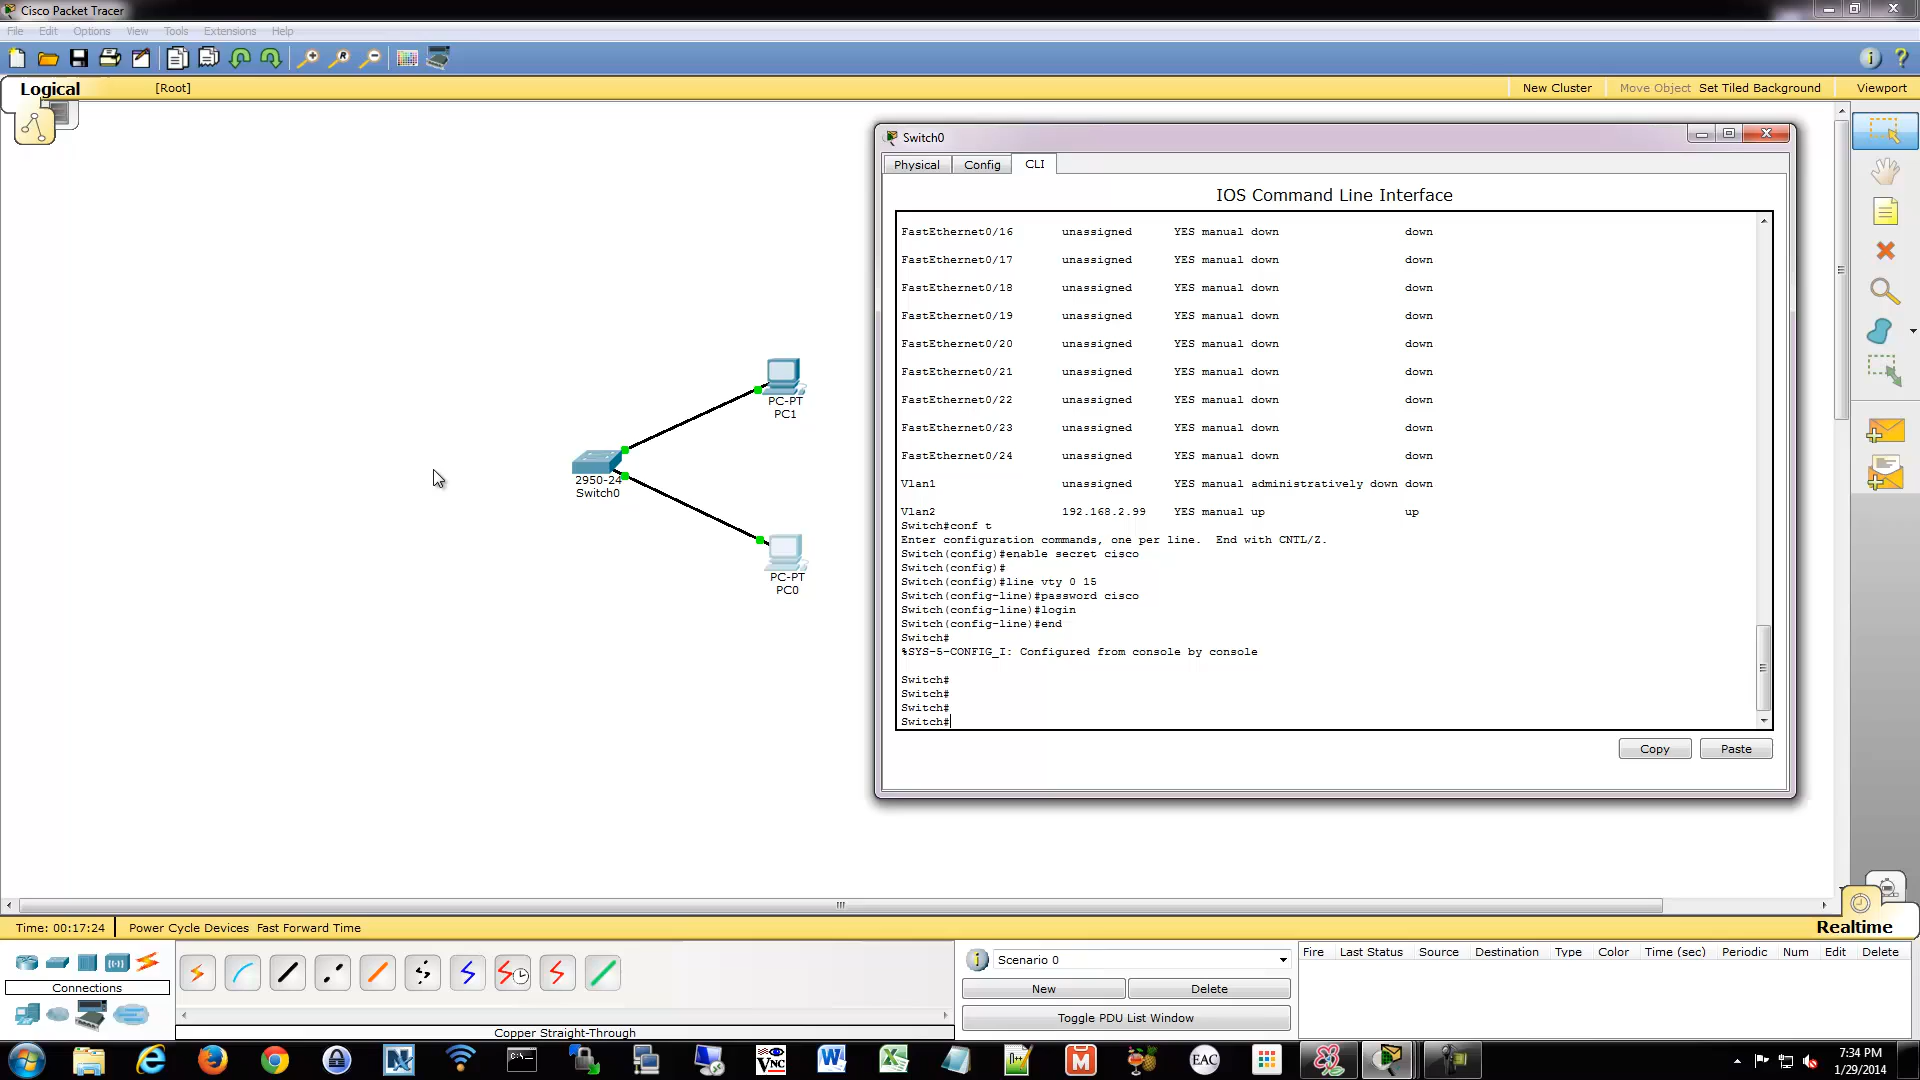 Cisco Packet Tracer
File Edit Options View Tools Extensions Help
Logical [Root] New Cluster Move Object Set Tiled Background Viewport
Switch0
Physical Config CLI
IOS Command Line Interface
FastEthernet0/16 unassigned YES manual down down
FastEthernet0/17 unassigned YES manual down down
FastEthernet0/18 unassigned YES manual down down
FastEthernet0/19 unassigned YES manual down down
FastEthernet0/20 unassigned YES manual down down
FastEthernet0/21 unassigned YES manual down down
FastEthernet0/22 unassigned YES manual down down
FastEthernet0/23 unassigned YES manual down down
FastEthernet0/24 unassigned YES manual down down
Vlan1 unassigned YES manual administratively down down
Vlan2 192.168.2.99 YES manual up up
Switch#conf t
Enter configuration commands, one per line. End with CNTL/Z.
Switch(config)#enable secret cisco
Switch(config)#
Switch(config)#line vty 0 15
Switch(config-line)#password cisco
Switch(config-line)#login
Switch(config-line)#end
Switch#
%SYS-5-CONFIG_I: Configured from console by console
Switch#
Switch#
Switch#
Switch#
Copy Paste
PC-PT
PC1
2950-24
Switch0
PC-PT
PC0
Time: 00:17:24 Power Cycle Devices Fast Forward Time Realtime
Connections
Copper Straight-Through
Scenario 0
New Delete
Toggle PDU List Window
Fire Last Status Source Destination Type Color Time (sec) Periodic Num Edit Delete
VNC
EAC
7:34 PM
1/29/2014